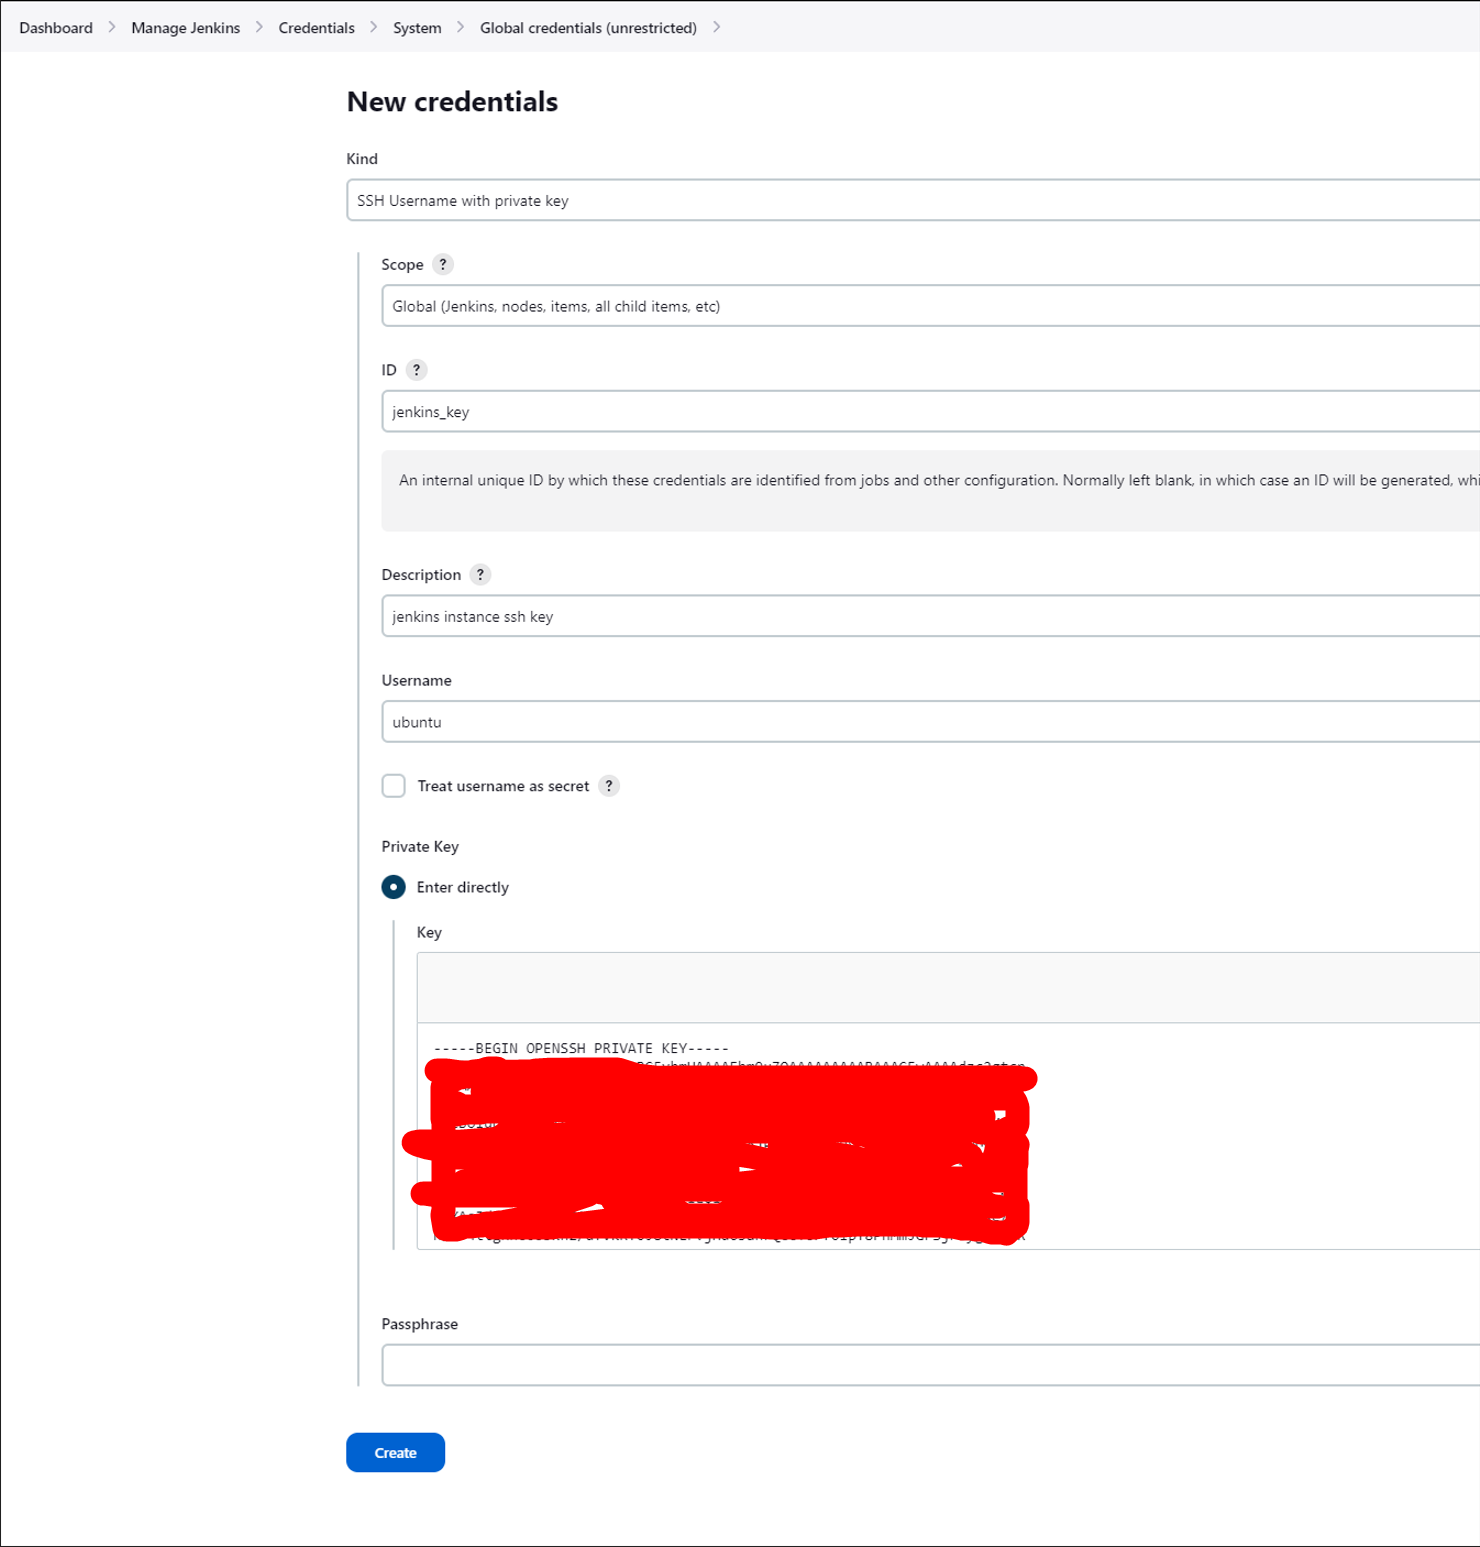 Dashboard > Manage Jenkins > Credentials > System > Global credentials (unrestricted) >
New credentials
Kind
SSH Username with private key
Scope ?
Global (Jenkins, nodes, items, all child items, etc)
ID ?
jenkins_key
An internal unique ID by which these credentials are identified from jobs and other configuration. Normally left blank, in which case an ID will be generated,
Description ?
jenkins instance ssh key
Username
ubuntu
Treat username as secret ?
Private Key
Enter directly
Key
-----BEGIN OPENSSH PRIVATE KEY-----
Passphrase
Create